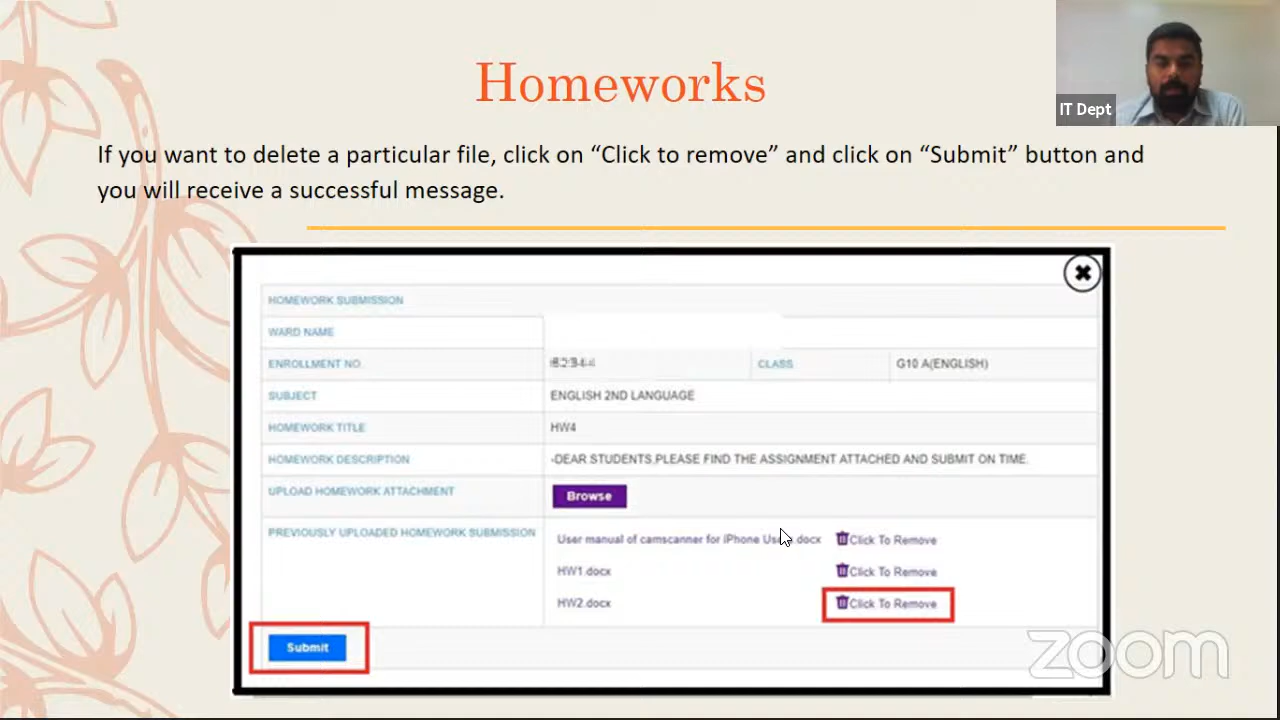 Homeworks
IT Dept
If you want to delete a particular file, click on “Click to remove” and click on “Submit” button and
you will receive a successful message.
HOMEWORK SUBMISSION
WARD NAME
ENROLLMENT NO. CLASS G10 A(ENGLISH)
SUBJECT ENGLISH 2ND LANGUAGE
HOMEWORK TITLE HW4
HOMEWORK DESCRIPTION -DEAR STUDENTS,PLEASE FIND THE ASSIGNMENT ATTACHED AND SUBMIT ON TIME.
UPLOAD HOMEWORK ATTACHMENT Browse
PREVIOUSLY UPLOADED HOMEWORK SUBMISSION User manual of camscanner for iPhone .docx Click To Remove
HW1.docx Click To Remove
HW2.docx Click To Remove
Submit
zoom